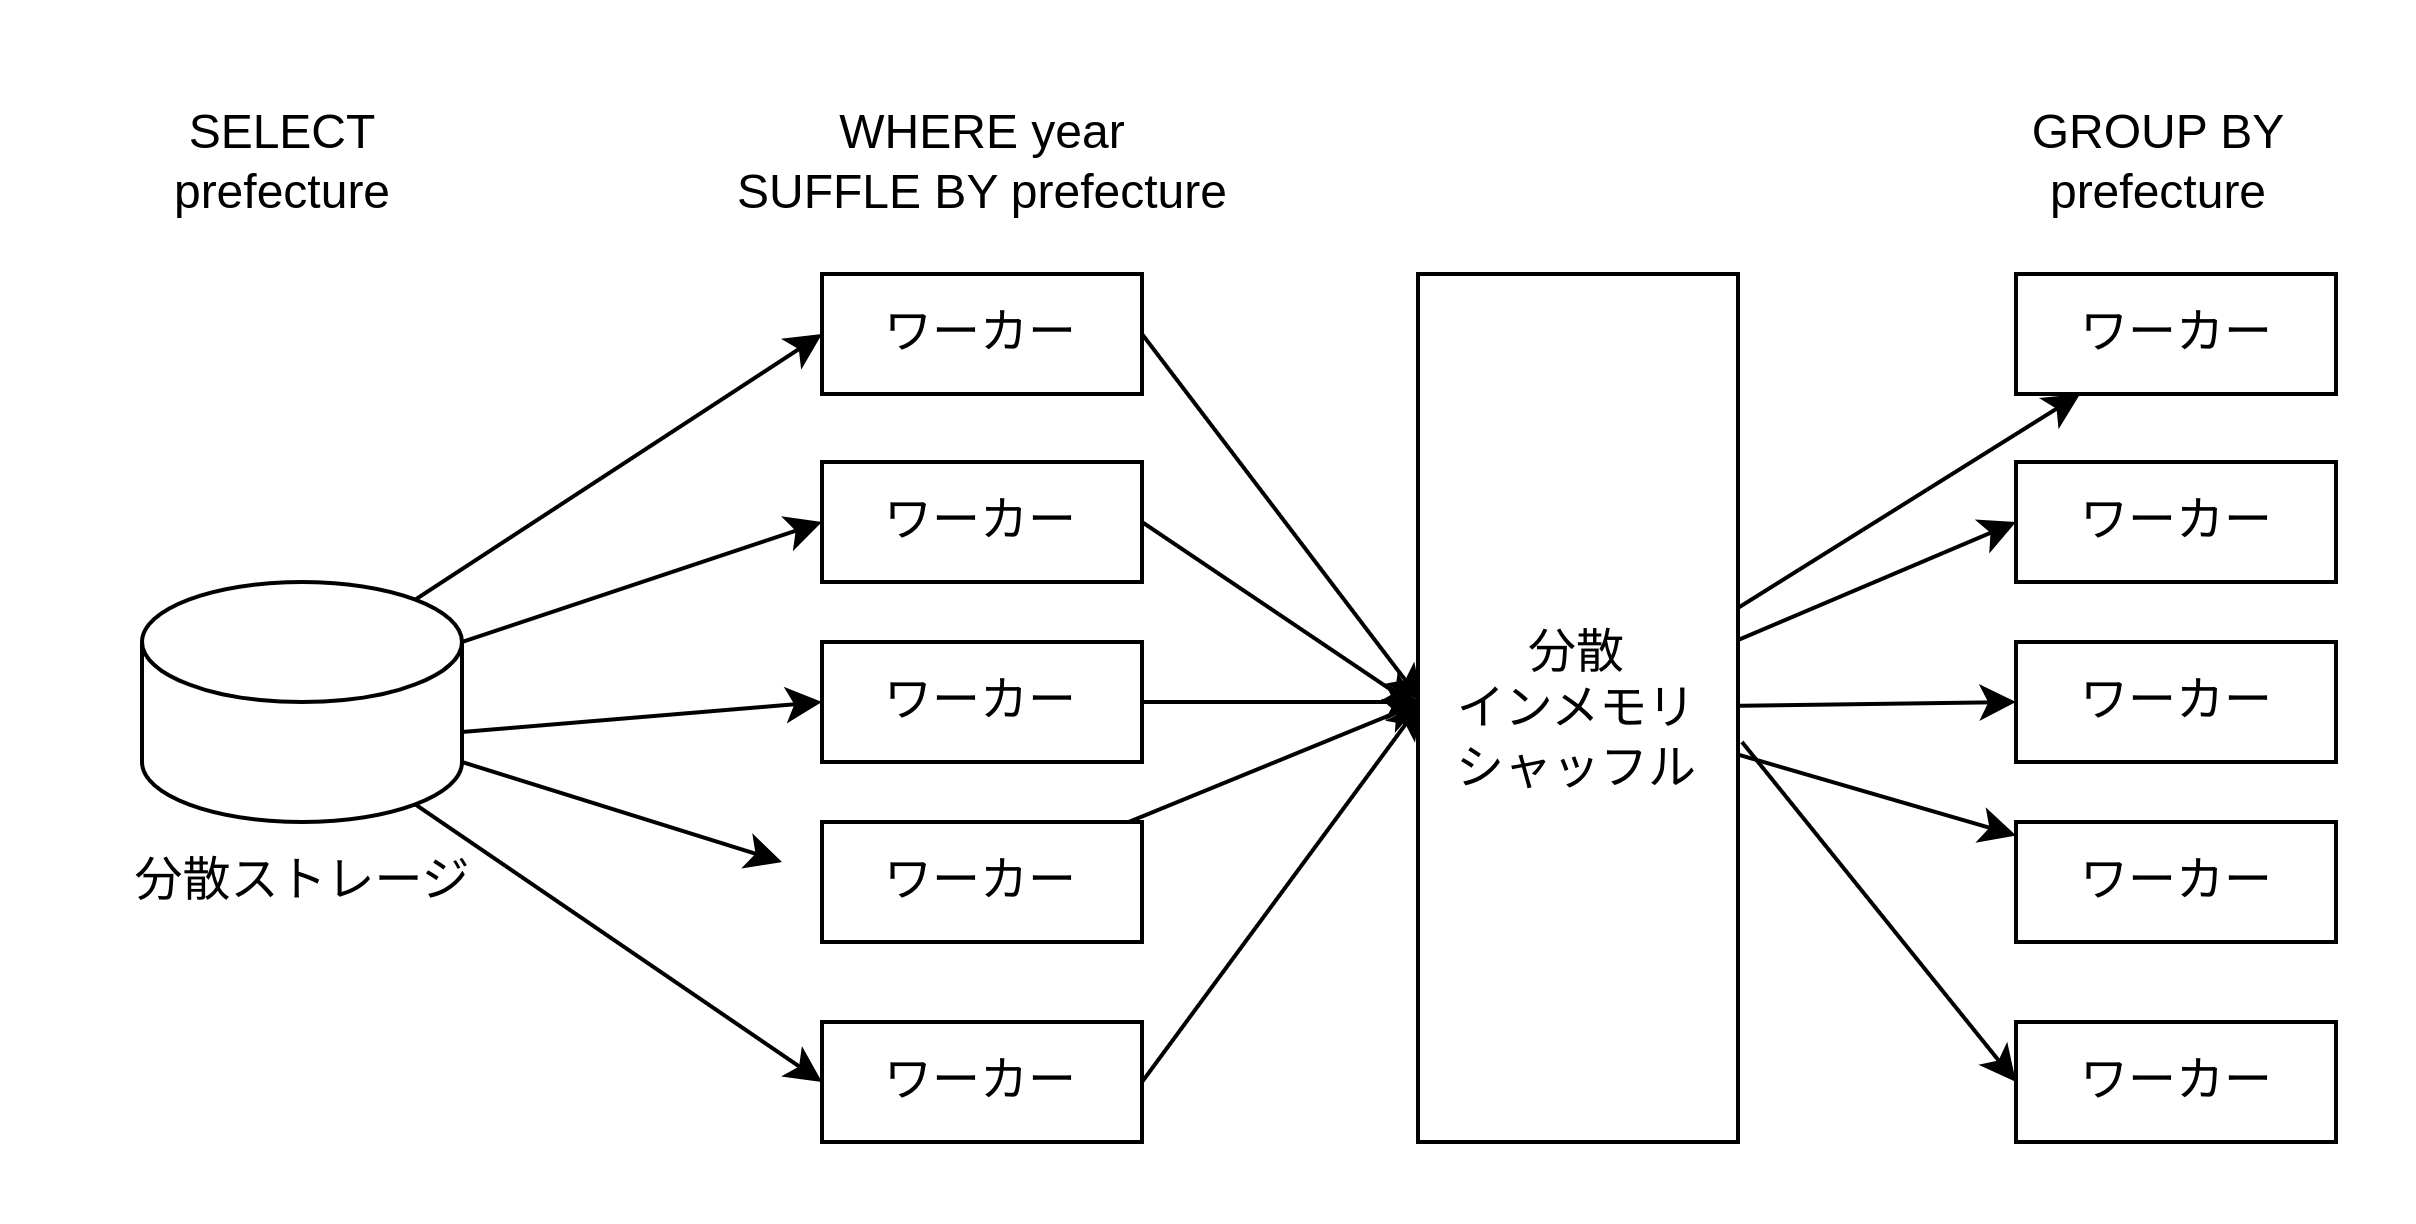 SELECT
prefecture
WHERE year
SUFFLE BY prefecture
GROUP BY
prefecture
分散ストレージ
ワーカー
ワーカー
ワーカー
ワーカー
ワーカー
分散
インメモリ
シャッフル
ワーカー
ワーカー
ワーカー
ワーカー
ワーカー